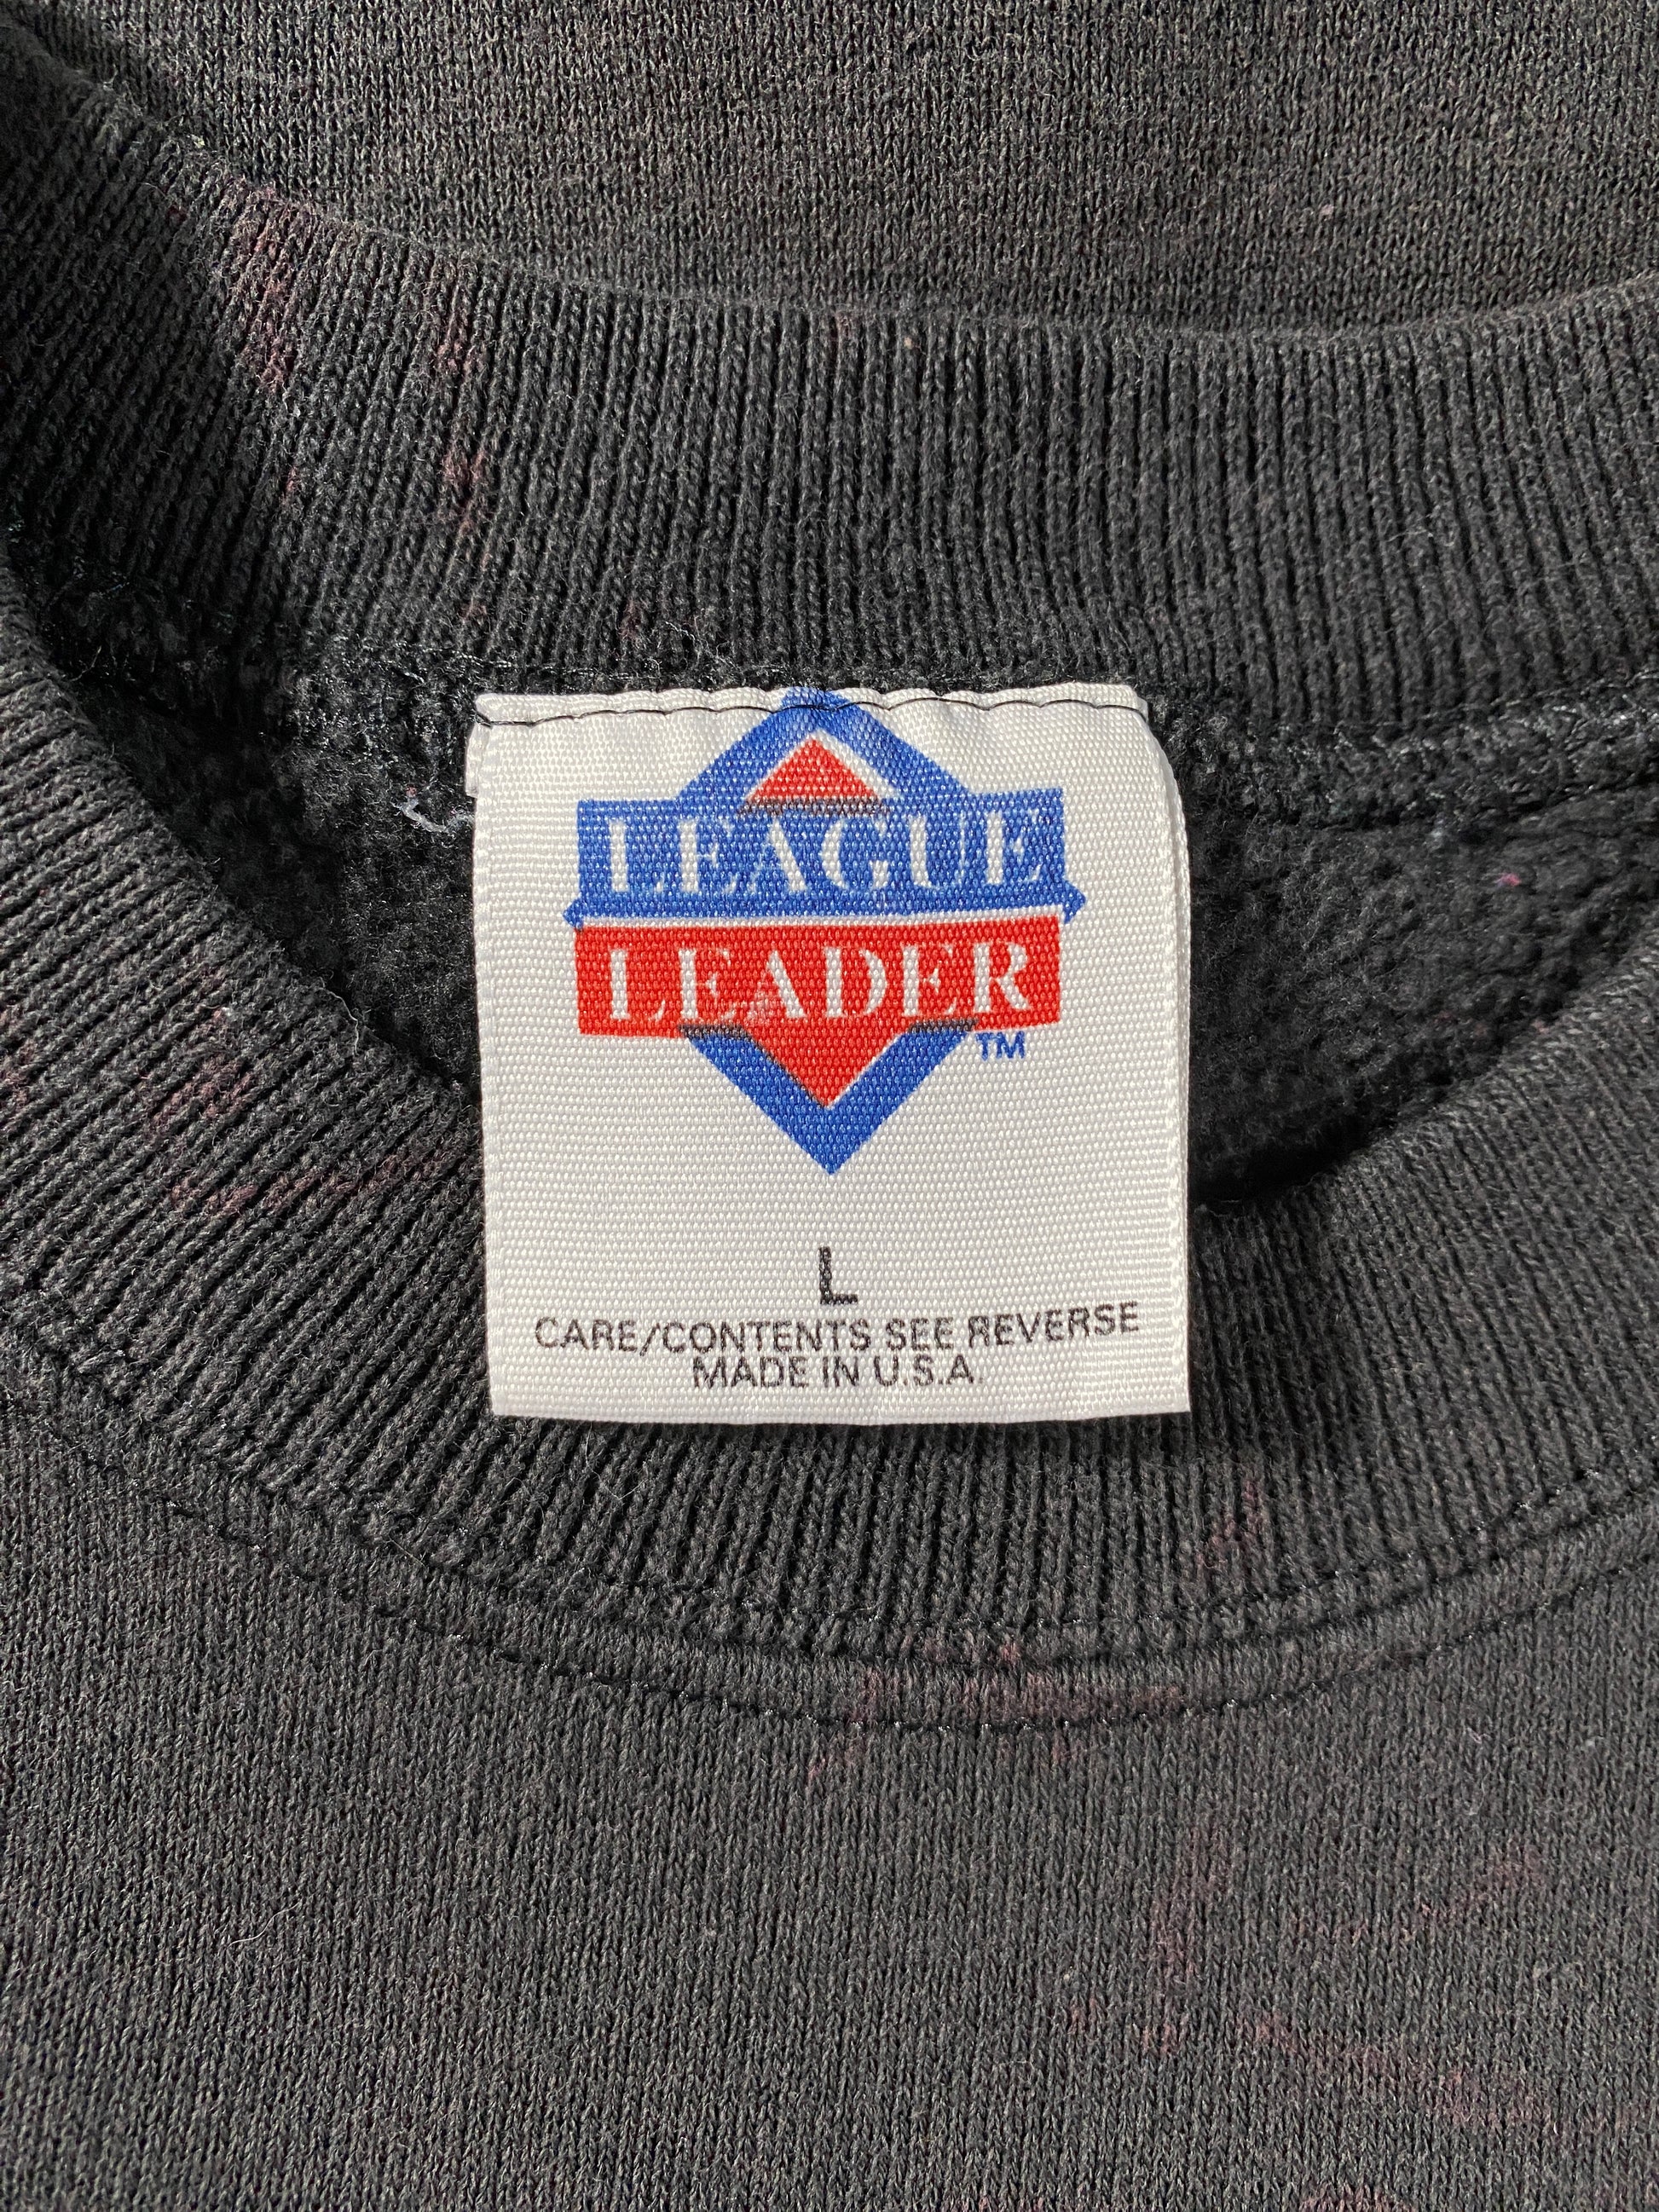 LEAGUE
LEADER
TM
L
CARE/CONTENTS SEE REVERSE
MADE IN U.S.A.